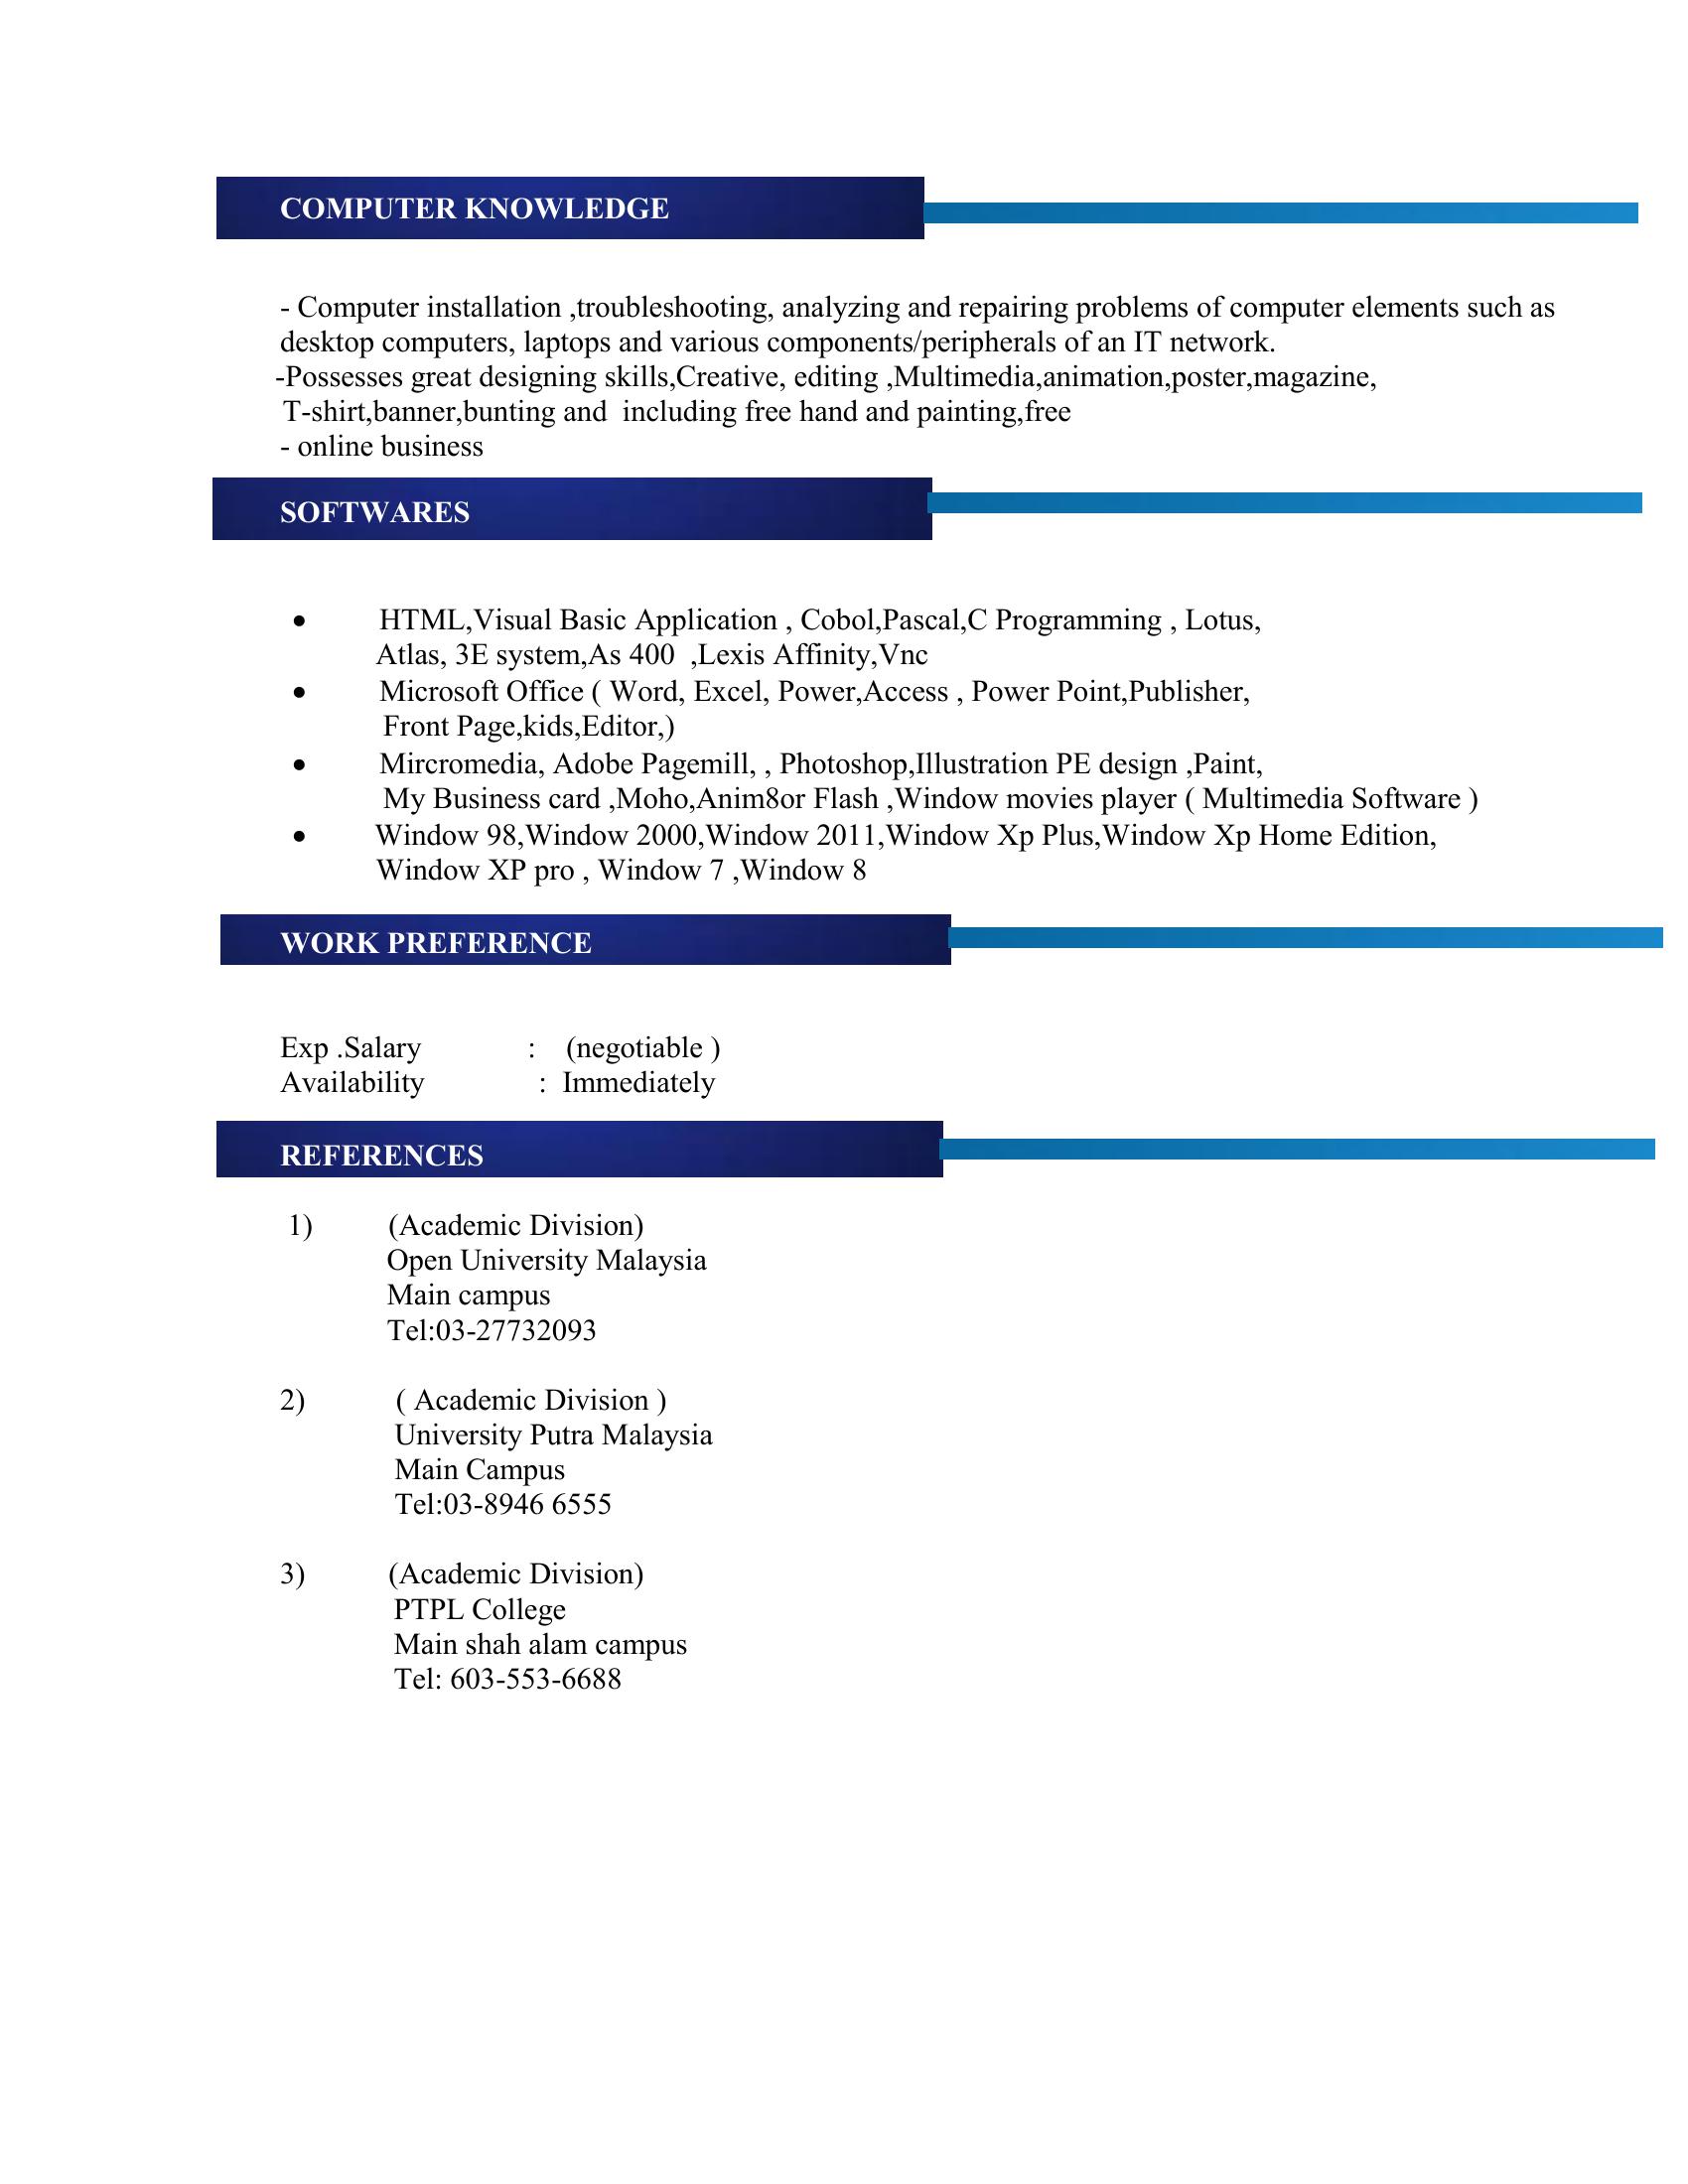 COMPUTER KNOWLEDGE
- Computer installation ,troubleshooting, analyzing and repairing problems of computer elements such as
desktop computers, laptops and various components/peripherals of an IT network.
-Possesses great designing skills,Creative, editing ,Multimedia,animation,poster,magazine,
T-shirt,banner,bunting and  including free hand and painting,free
- online business
SOFTWARES
• HTML,Visual Basic Application , Cobol,Pascal,C Programming , Lotus,
Atlas, 3E system,As 400  ,Lexis Affinity,Vnc
• Microsoft Office ( Word, Excel, Power,Access , Power Point,Publisher,
Front Page,kids,Editor,)
• Mircromedia, Adobe Pagemill, , Photoshop,Illustration PE design ,Paint,
My Business card ,Moho,Anim8or Flash ,Window movies player ( Multimedia Software )
• Window 98,Window 2000,Window 2011,Window Xp Plus,Window Xp Home Edition,
Window XP pro , Window 7 ,Window 8
WORK PREFERENCE
Exp .Salary : (negotiable )
Availability : Immediately
REFERENCES
1) (Academic Division)
Open University Malaysia
Main campus
Tel:03-27732093
2) ( Academic Division )
University Putra Malaysia
Main Campus
Tel:03-8946 6555
3) (Academic Division)
PTPL College
Main shah alam campus
Tel: 603-553-6688